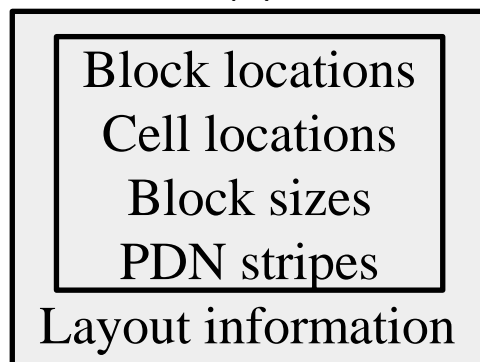 Block locations
Cell locations
Block sizes
PDN stripes
Layout information